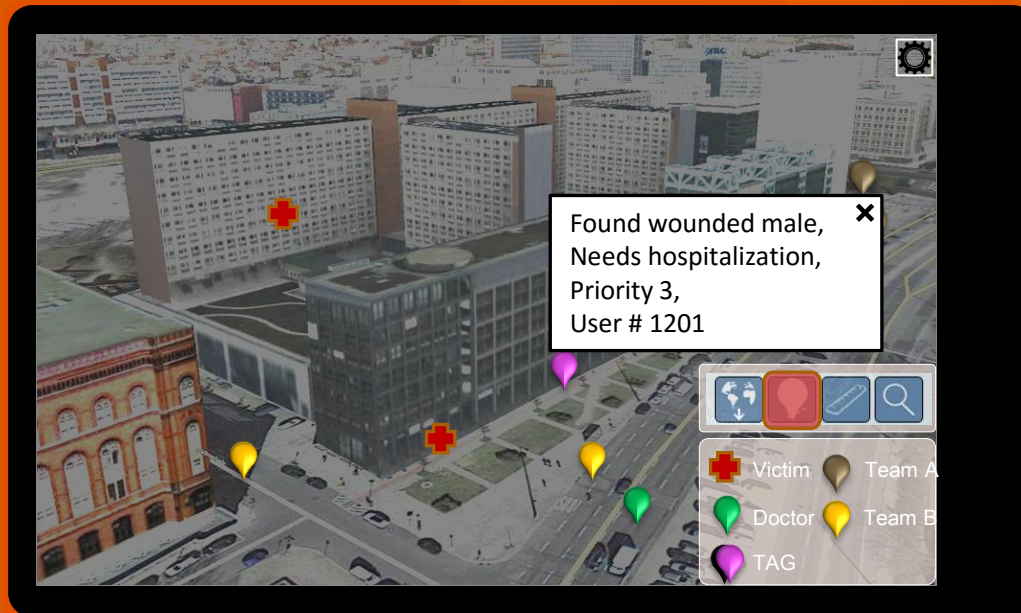 Found wounded male,
Needs hospitalization,
Priority 3,
User # 1201
Victim
Team A
Doctor
Team B
TAG